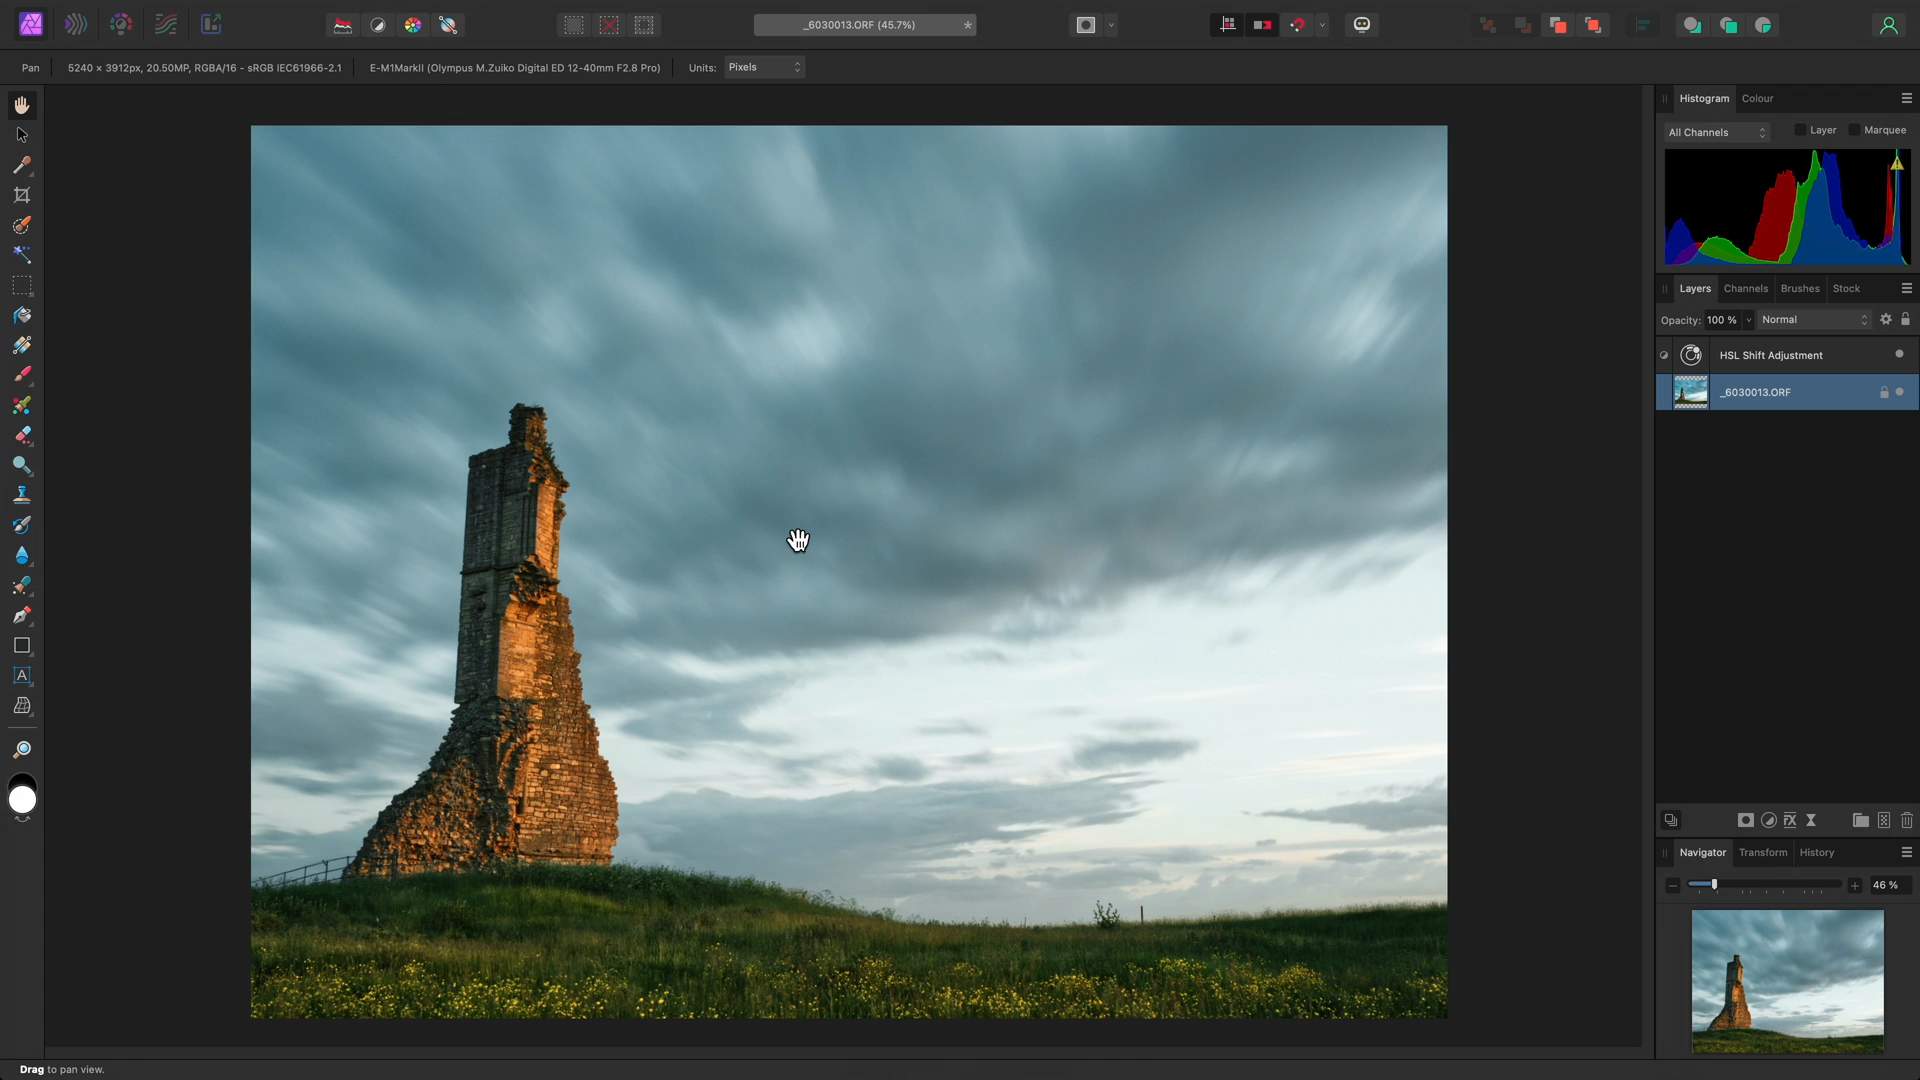 _6030013.ORF (45.7%)
*
Pan
5240 × 3912px, 20.50MP, RGBA/16 - sRGB IEC61966-2.1
E-M1MarkII (Olympus M.Zuiko Digital ED 12-40mm F2.8 Pro)
Units: Pixels
Histogram Colour
All Channels Layer Marquee
Layers Channels Brushes Stock
Opacity: 100 % Normal
HSL Shift Adjustment
_6030013.ORF
Navigator Transform History
46 %
Drag to pan view.